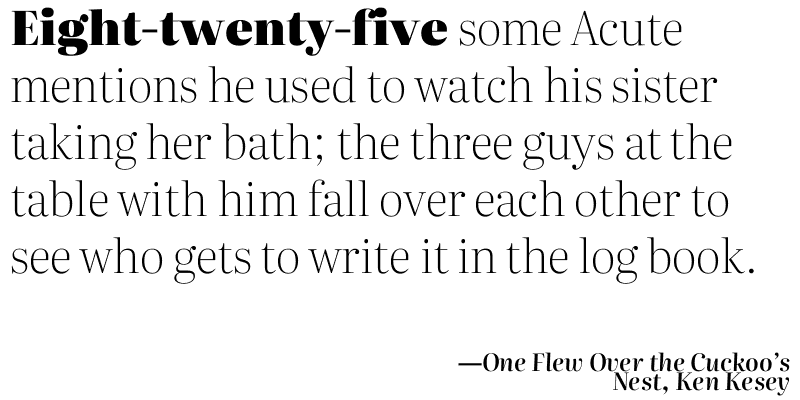 Eight-twenty-five some Acute
mentions he used to watch his sister
taking her bath; the three guys at the
table with him fall over each other to
see who gets to write it in the log book.
—One Flew Over the Cuckoo’s
Nest, Ken Kesey